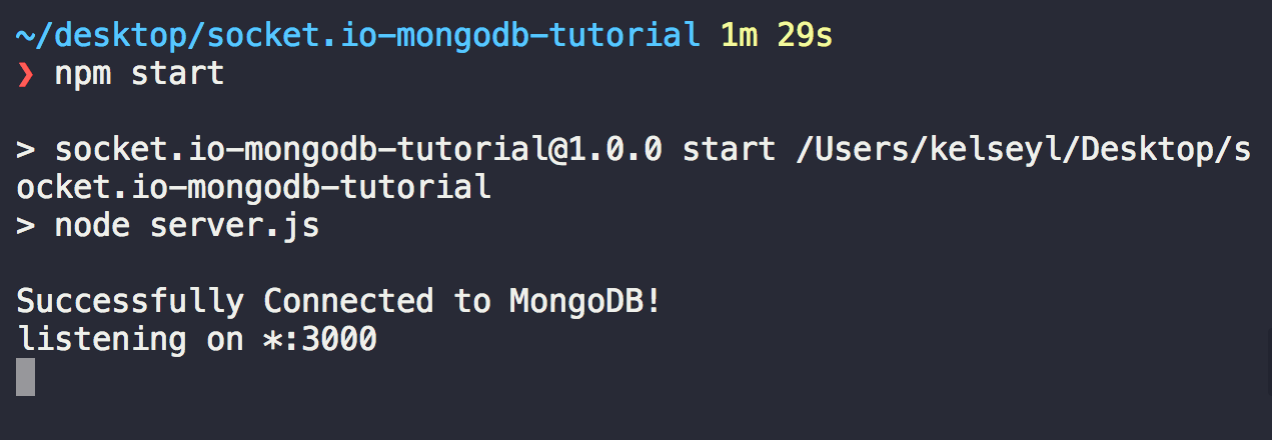 ~/desktop/socket.io-mongodb-tutorial 1m 29s
❯ npm start
> socket.io-mongodb-tutorial@1.0.0 start /Users/kelseyl/Desktop/s
ocket.io-mongodb-tutorial
> node server.js
Successfully Connected to MongoDB!
listening on *:3000